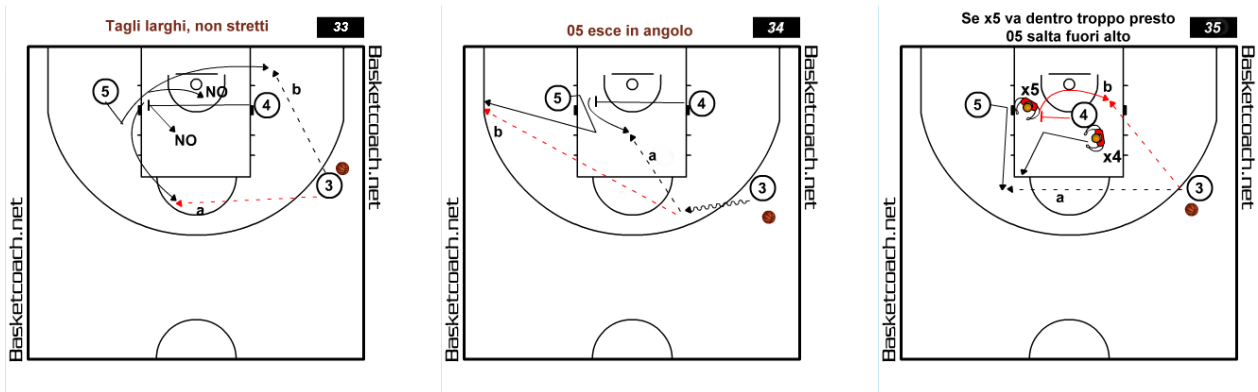 Tagli larghi, non stretti
33
5
NO
b
4
NO
3
a
Basketcoach.net
Basketcoach.net
05 esce in angolo
34
5
4
b
a
3
Basketcoach.net
Basketcoach.net
Se x5 va dentro troppo presto
05 salta fuori alto
35
x5
b
5
4
x4
3
a
Basketcoach.net
Basketcoach.net